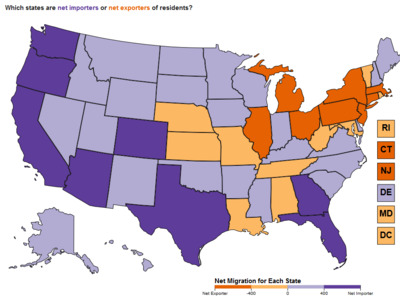 Which states are net importers or net exporters of residents?
RI
CT
NJ
DE
MD
DC
Net Migration for Each State
-400 0 400
Net Exporter Net Importer